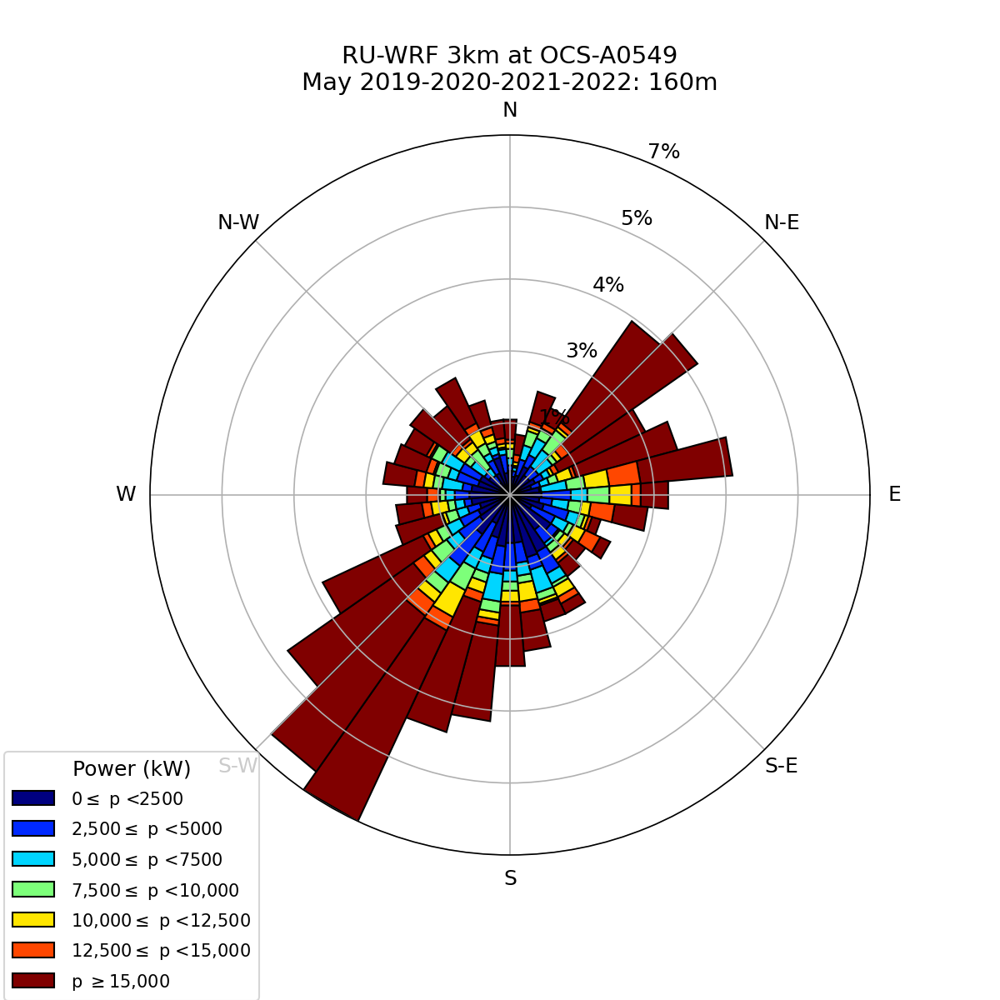 RU-WRF 3km at OCS-A0549
May 2019-2020-2021-2022: 160m
N
7%
N-W
5%
N-E
4%
3%
1%
W
E
S-W
S-E
S
Power (kW)
0≤ p <2500
2,500≤ p <5000
5,000≤ p <7500
7,500≤ p <10,000
10,000≤ p <12,500
12,500≤ p <15,000
p ≥15,000